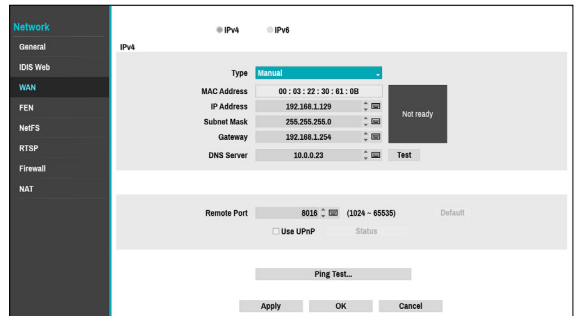 Network
General
IDIS Web
WAN
FEN
NetFS
RTSP
Firewall
NAT
IPv4 IPv6
IPv4
Type Manual
MAC Address 00 : 03 : 22 : 30 : 61 : 0B
IP Address 192.168.1.129
Subnet Mask 255.255.255.0
Gateway 192.168.1.254
Not ready
DNS Server 10.0.0.23 Test
Remote Port 8016 (1024 ~ 65535) Default
Use UPnP Status
Ping Test...
Apply OK Cancel